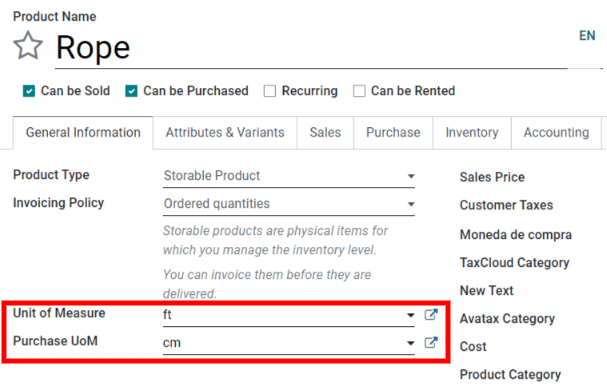 Product Name
Rope
EN
Can be Sold Can be Purchased Recurring Can be Rented
General Information Attributes & Variants Sales Purchase Inventory Accounting
Product Type Storable Product Sales Price
Invoicing Policy Ordered quantities Customer Taxes
Storable products are physical items for
which you manage the inventory level.
Moneda de compra
You can invoice them before they are
delivered.
TaxCloud Category
New Text
Unit of Measure ft Avatax Category
Purchase UoM cm Cost
Product Category